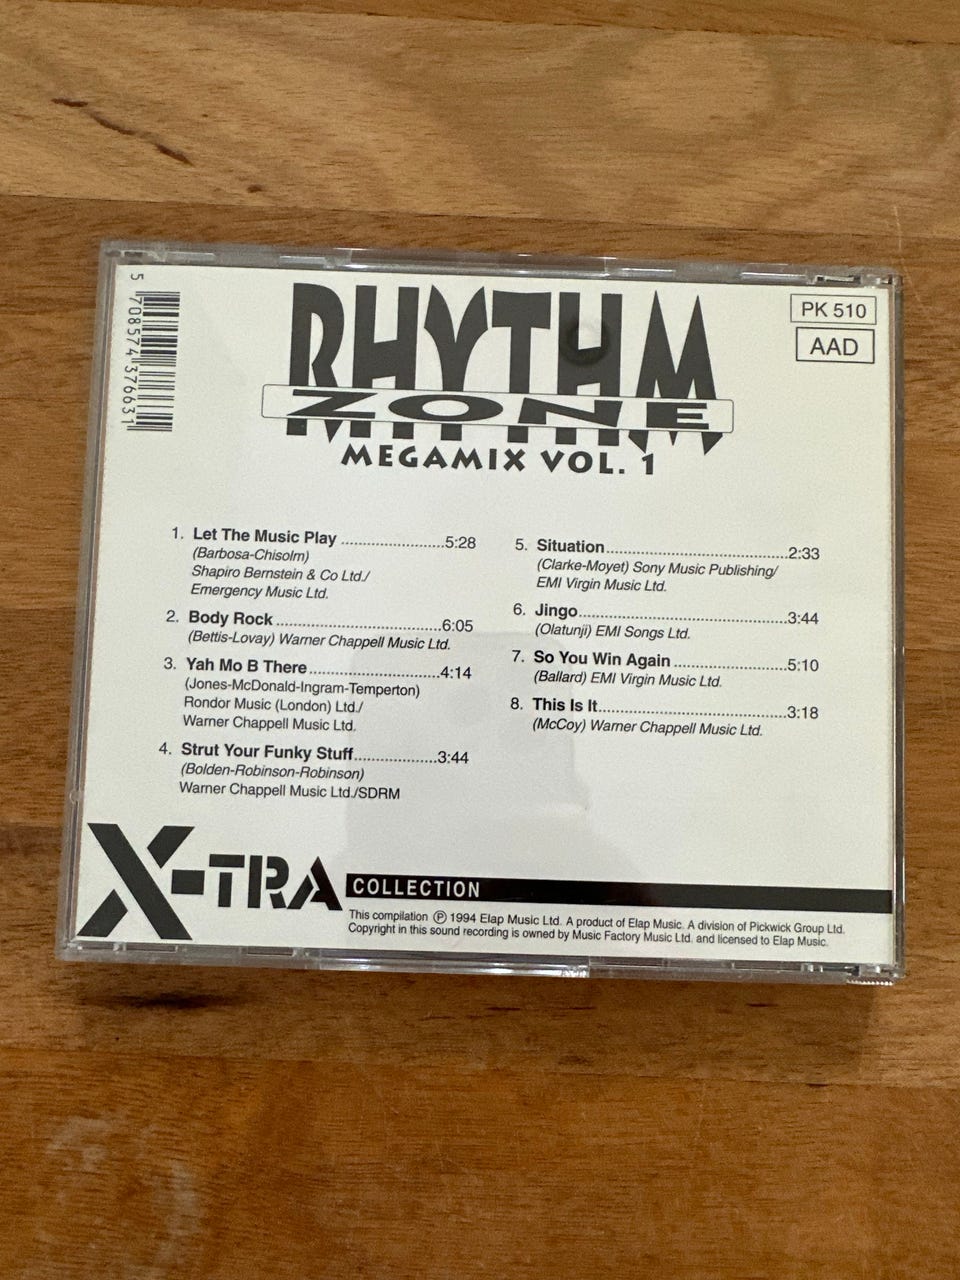 5 708574 376631
RHYTHM
ZONE
MEGAMIX VOL. 1
PK 510
AAD
1. Let The Music Play ......................5:28
(Barbosa-Chisolm)
Shapiro Bernstein & Co Ltd./
Emergency Music Ltd.
2. Body Rock ...................................6:05
(Bettis-Lovay) Warner Chappell Music Ltd.
3. Yah Mo B There ............................4:14
(Jones-McDonald-Ingram-Temperton)
Rondor Music (London) Ltd./
Warner Chappell Music Ltd.
4. Strut Your Funky Stuff..................3:44
(Bolden-Robinson-Robinson)
Warner Chappell Music Ltd./SDRM
5. Situation.......................................2:33
(Clarke-Moyet) Sony Music Publishing/
EMI Virgin Music Ltd.
6. Jingo.............................................3:44
(Olatunji) EMI Songs Ltd.
7. So You Win Again .........................5:10
(Ballard) EMI Virgin Music Ltd.
8. This Is It.........................................3:18
(McCoy) Warner Chappell Music Ltd.
X-TRA
COLLECTION
This compilation ℗ 1994 Elap Music Ltd. A product of Elap Music. A division of Pickwick Group Ltd.
Copyright in this sound recording is owned by Music Factory Music Ltd. and licensed to Elap Music.